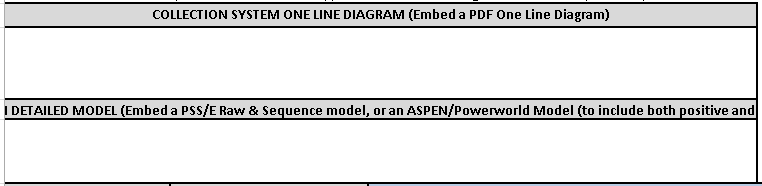 COLLECTION SYSTEM ONE LINE DIAGRAM (Embed a PDF One Line Diagram)
DETAILED MODEL (Embed a PSS/E Raw & Sequence model, or an ASPEN/Powerworld Model (to include both positive and